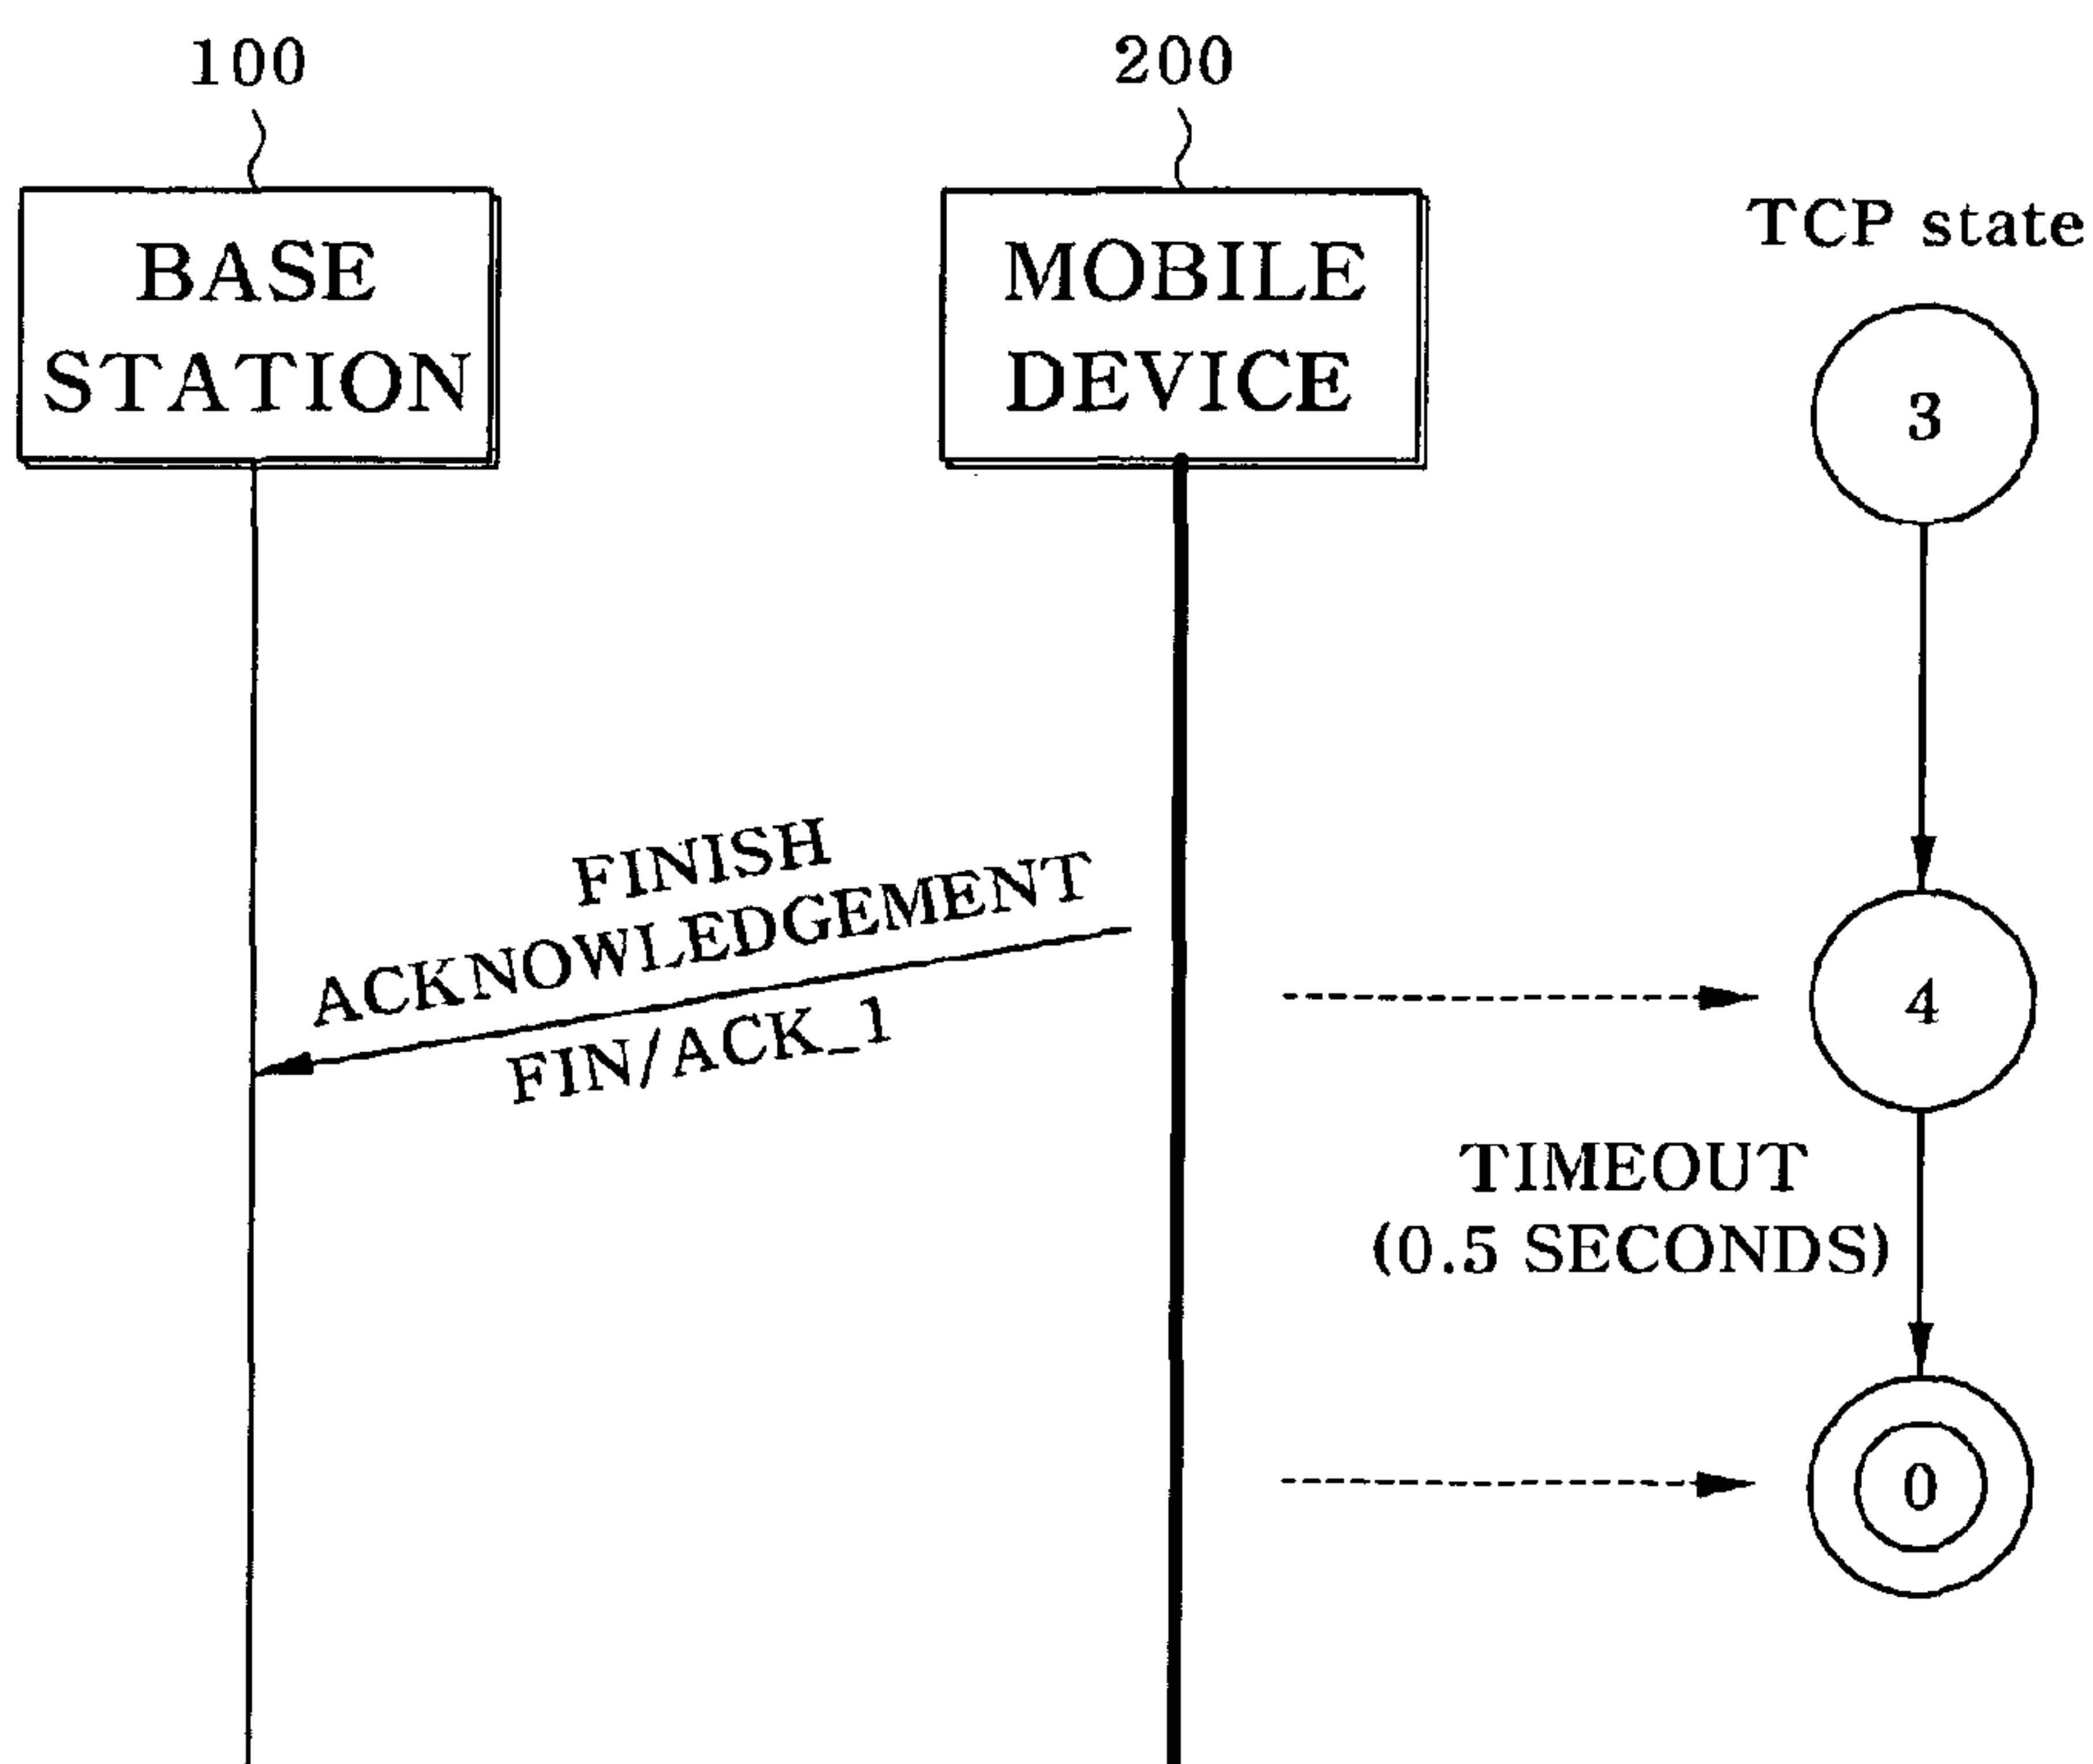 100
200
BASE
STATION
MOBILE
DEVICE
TCP state
3
FINISH
ACKNOWLEDGEMENT
FIN/ACK_1
4
TIMEOUT
(0.5 SECONDS)
0